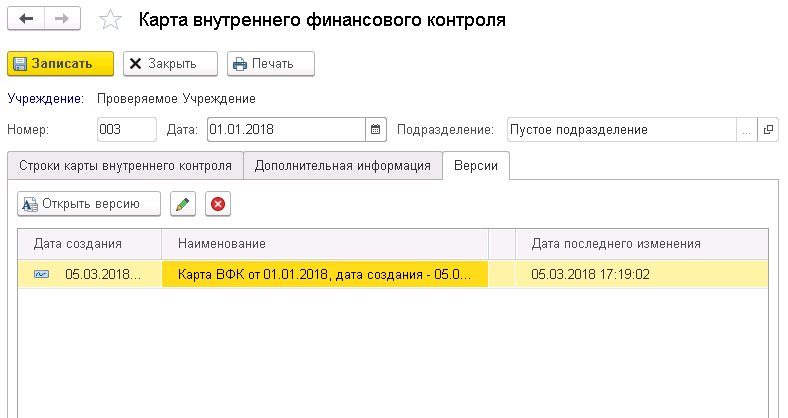 Карта внутреннего финансового контроля
Записать Закрыть Печать
Учреждение: Проверяемое Учреждение
Номер: 003 Дата: 01.01.2018 Подразделение: Пустое подразделение ...
Строки карты внутреннего контроля Дополнительная информация Версии
Открыть версию
Дата создания Наименование Дата последнего изменения
05.03.2018... Карта ВФК от 01.01.2018, дата создания - 05.0... 05.03.2018 17:19:02